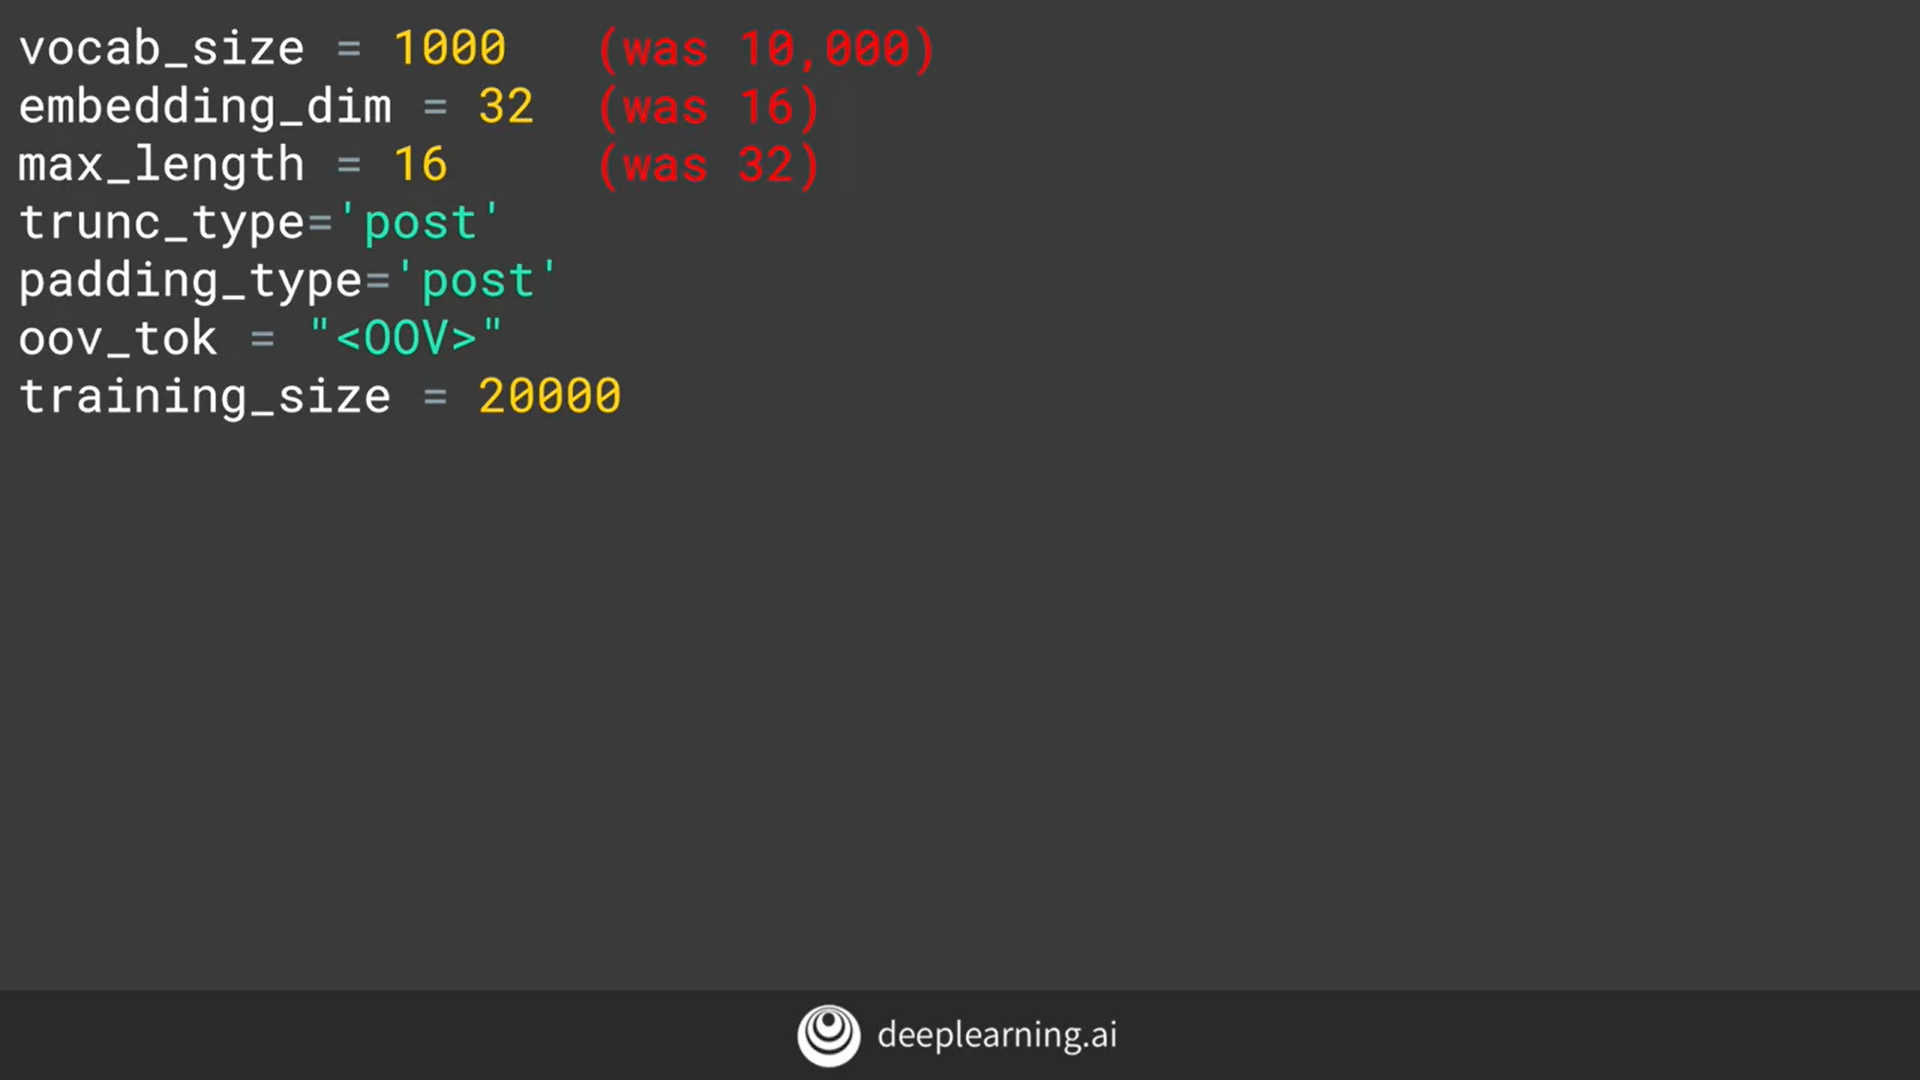 vocab_size = 1000 (was 10,000)
embedding_dim = 32 (was 16)
max_length = 16 (was 32)
trunc_type='post'
padding_type='post'
oov_tok = "<OOV>"
training_size = 20000
deeplearning.ai